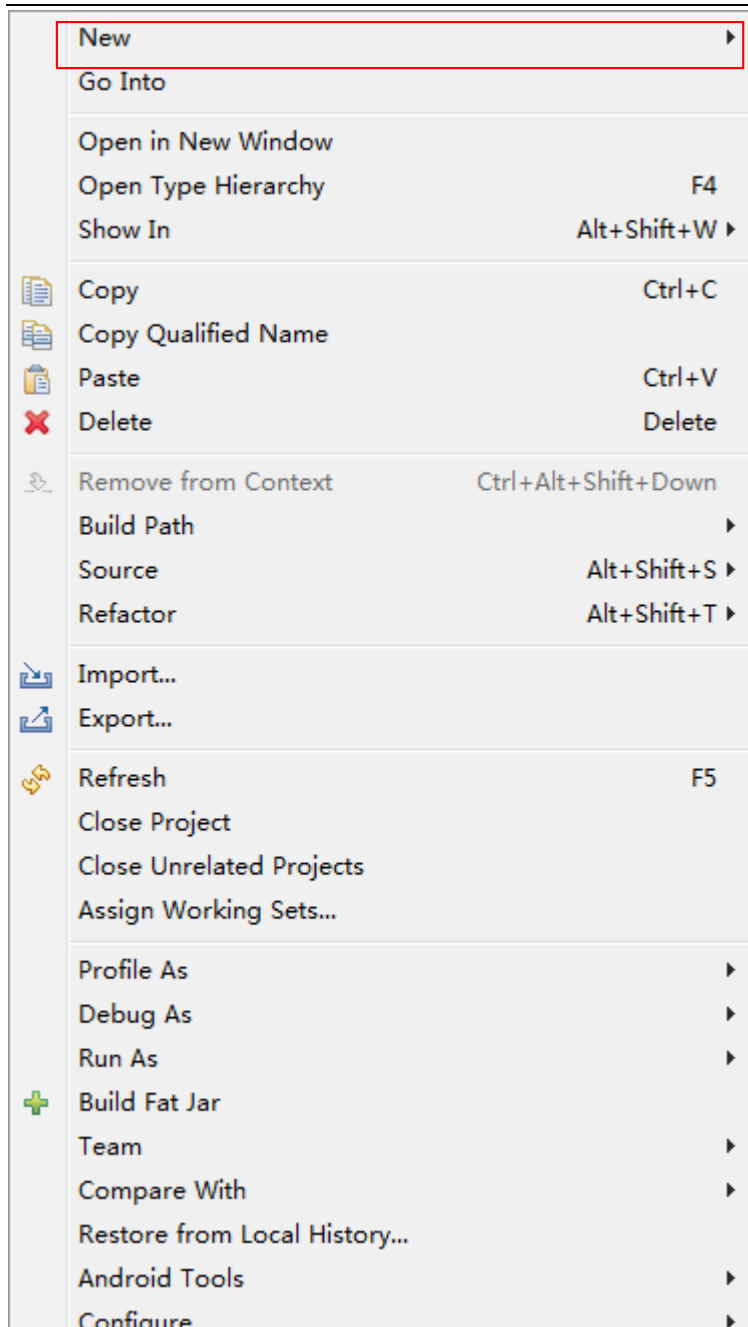 New
Go Into
Open in New Window
Open Type Hierarchy F4
Show In Alt+Shift+W
Copy Ctrl+C
Copy Qualified Name
Paste Ctrl+V
Delete Delete
Remove from Context Ctrl+Alt+Shift+Down
Build Path
Source Alt+Shift+S
Refactor Alt+Shift+T
Import...
Export...
Refresh F5
Close Project
Close Unrelated Projects
Assign Working Sets...
Profile As
Debug As
Run As
Build Fat Jar
Team
Compare With
Restore from Local History...
Android Tools
Configure